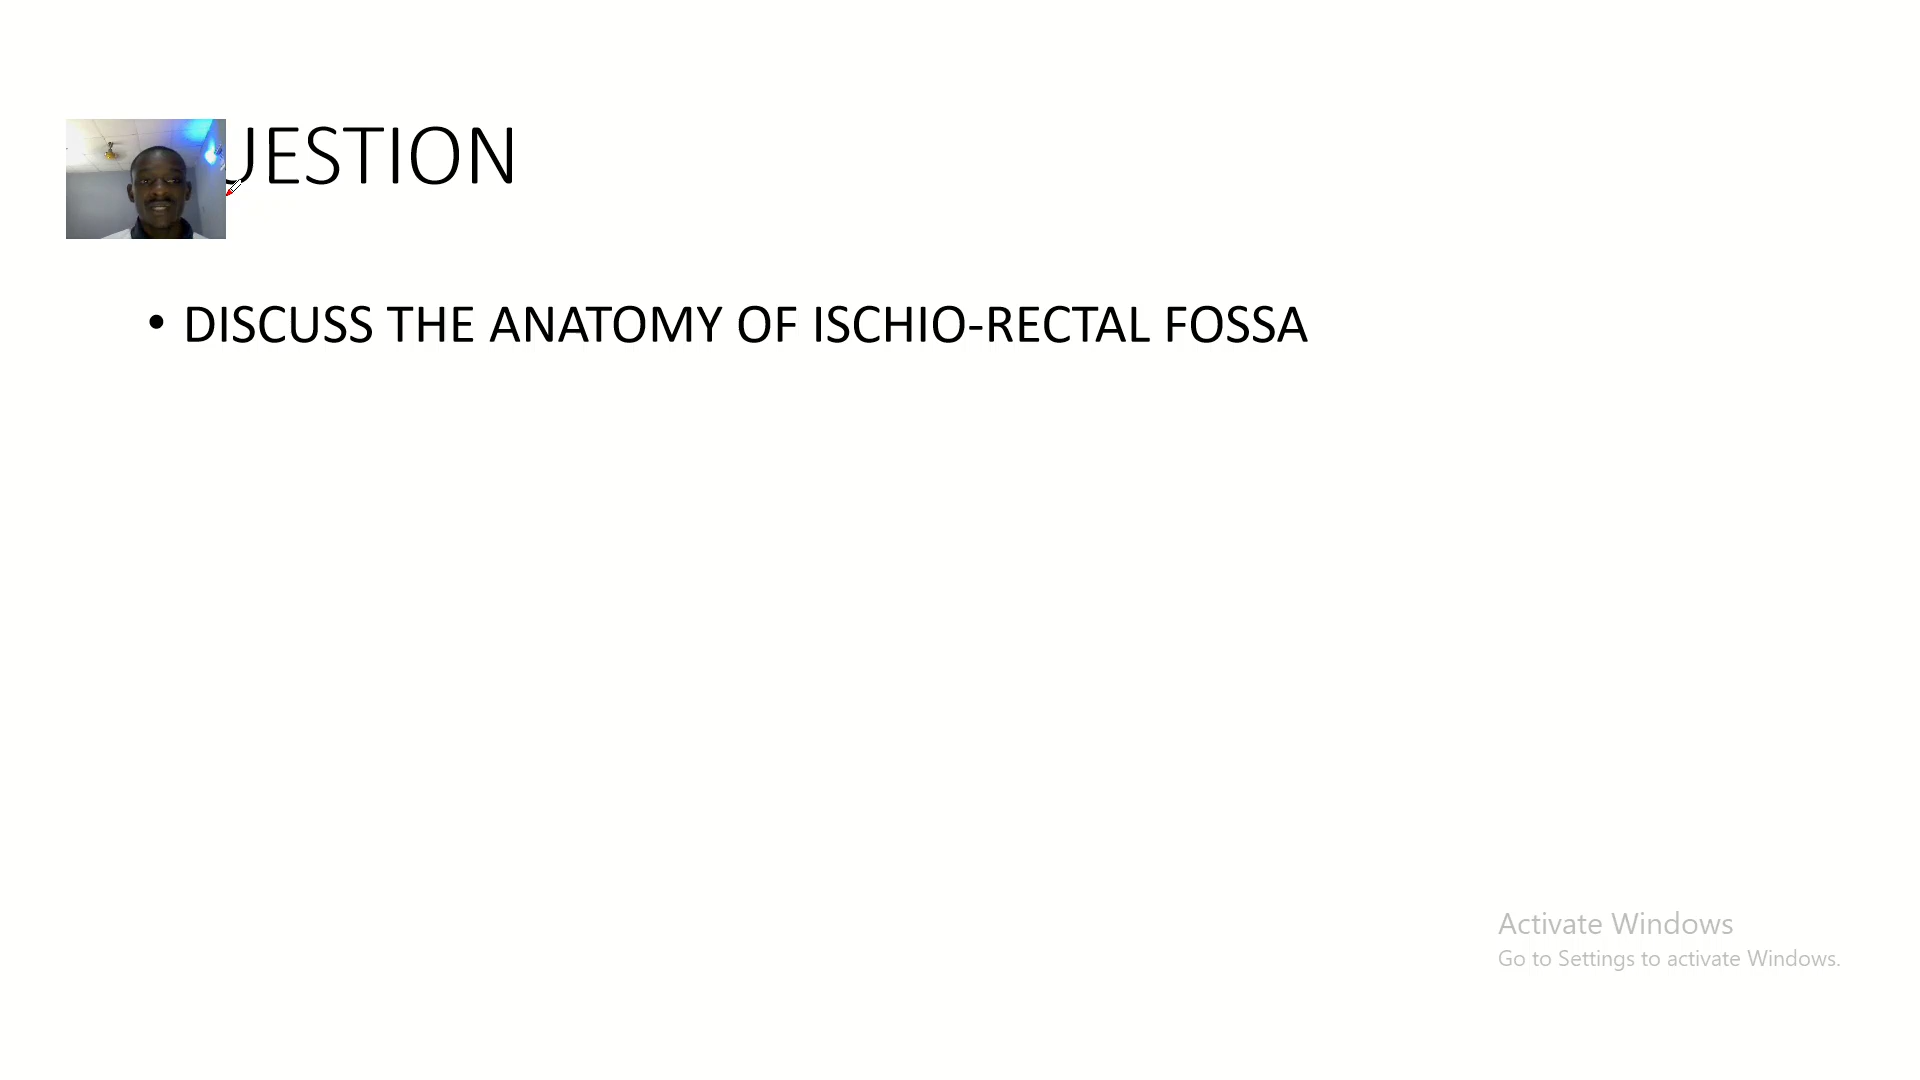 UESTION
• DISCUSS THE ANATOMY OF ISCHIO-RECTAL FOSSA
Activate Windows
Go to Settings to activate Windows.